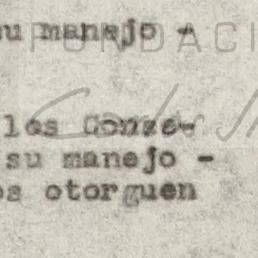 su manejo -
FUNDACI
los Conse-
su manejo -
os otorguen